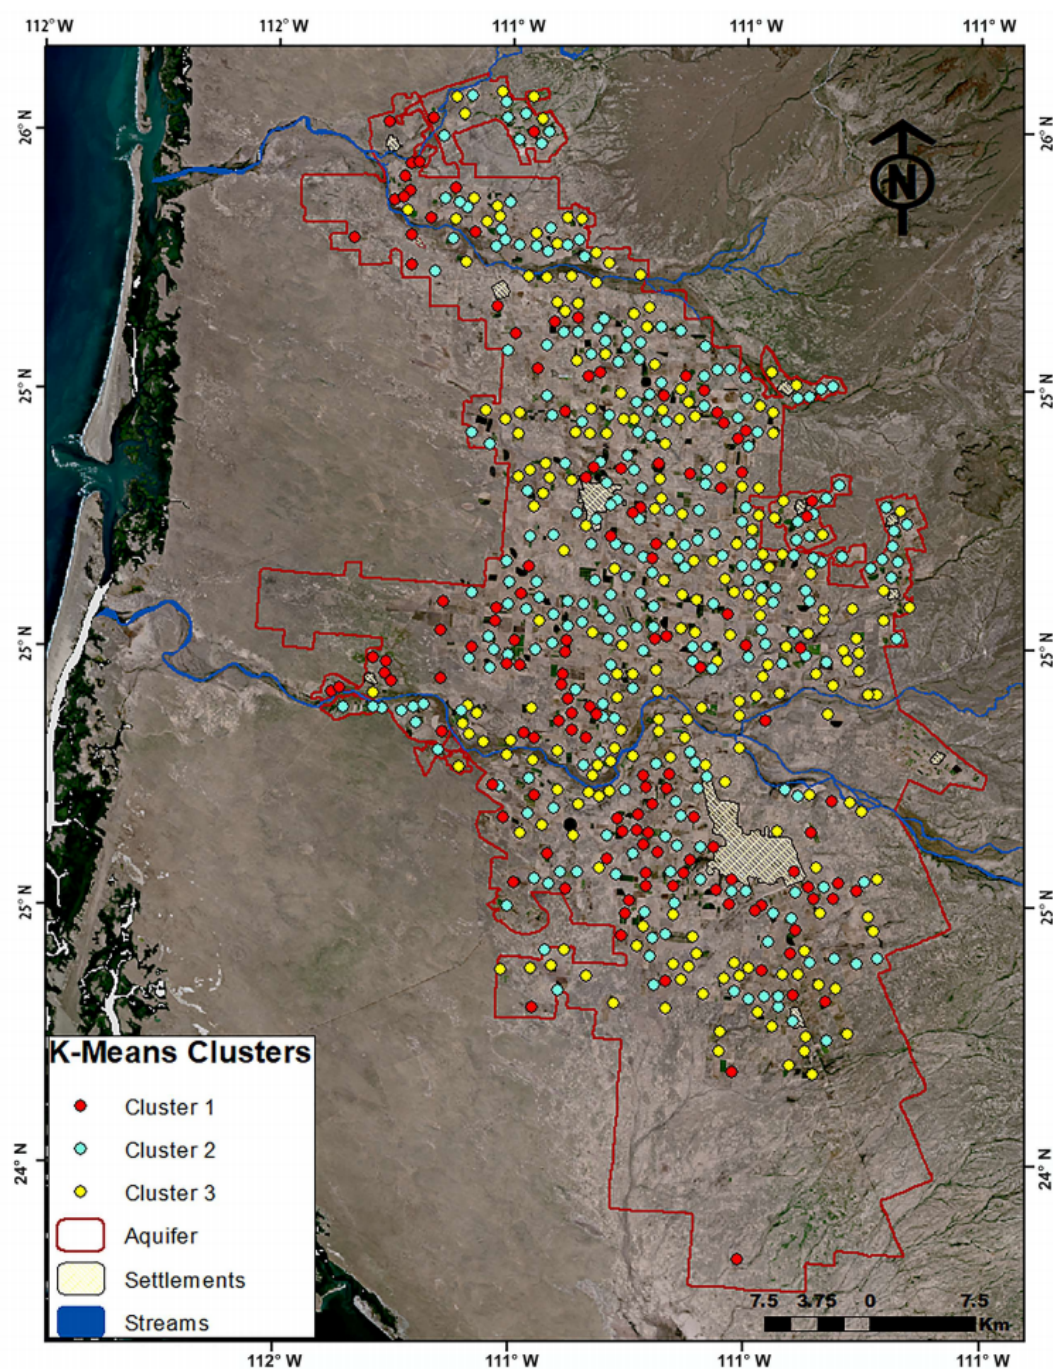 112° W 112° W 111° W 111° W 111° W
26° N 26° N
N
25° N 25° N
25° N 25° N
25° N 25° N
K-Means Clusters
Cluster 1
Cluster 2
Cluster 3
Aquifer
Settlements
Streams
24° N 24° N
7.5 3.75 0 7.5
Km
112° W 111° W 111° W 111° W